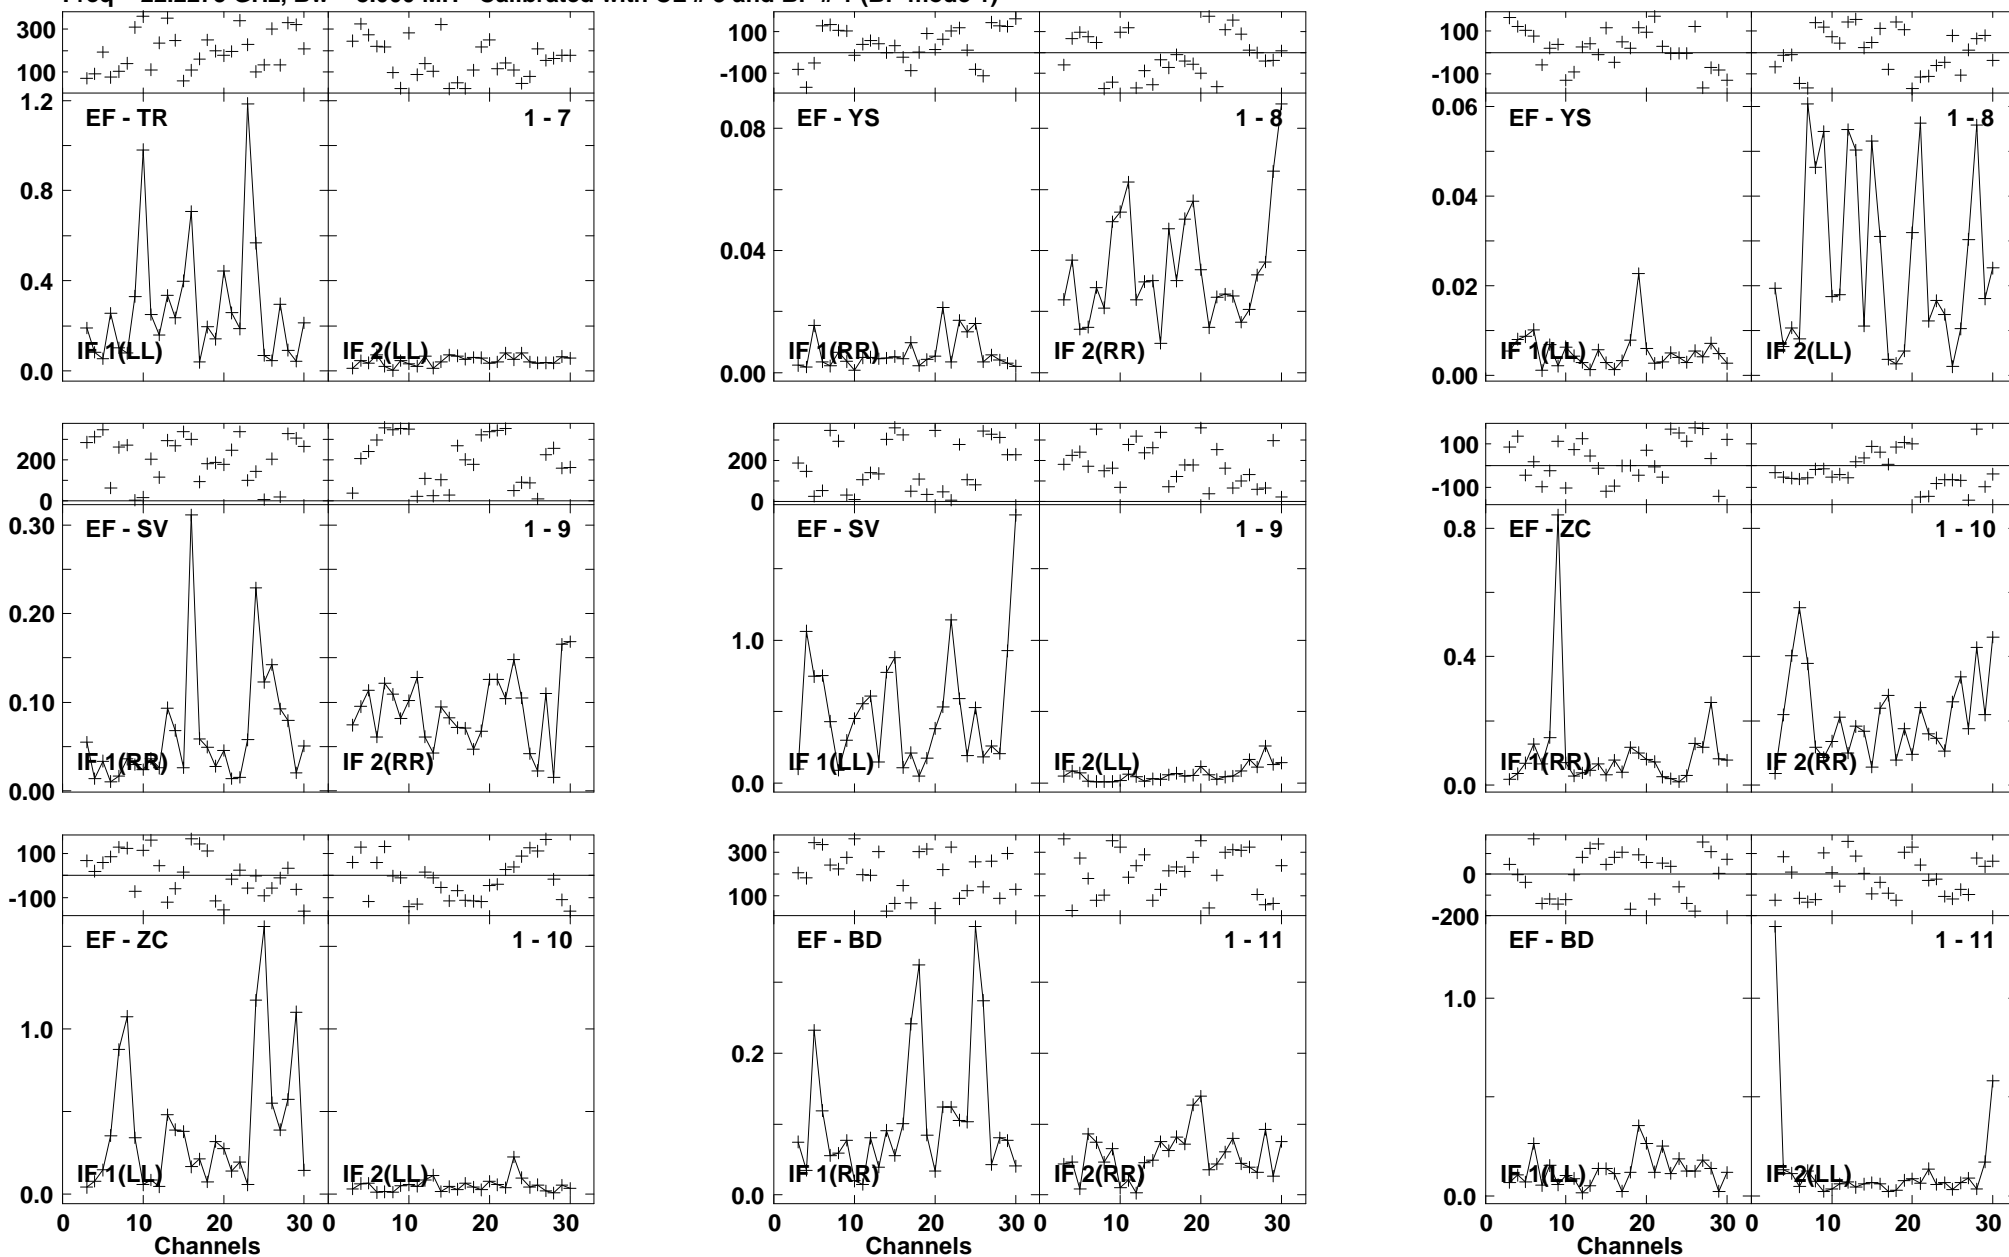 300
100
100
-100
100
-100
1.2
0.8
0.4
0.0
EF - TR
1 - 7
IF 1(LL)
IF 2(LL)
0.08
0.04
0.00
EF - YS
1 - 8
IF 1(RR)
IF 2(RR)
0.06
0.04
0.02
0.00
EF - YS
1 - 8
IF 1(LL)
IF 2(LL)
200
0
200
0
100
-100
0.30
0.20
0.10
0.00
EF - SV
1 - 9
IF 1(RR)
IF 2(RR)
1.0
0.0
EF - SV
1 - 9
IF 1(LL)
IF 2(LL)
0.8
0.4
0.0
EF - ZC
1 - 10
IF 1(RR)
IF 2(RR)
100
-100
300
100
0
-200
1.0
0.0
EF - ZC
1 - 10
IF 1(LL)
IF 2(LL)
0.2
0.0
EF - BD
1 - 11
IF 1(RR)
IF 2(RR)
1.0
0.0
EF - BD
1 - 11
IF 1(LL)
IF 2(LL)
0 10 20 30 0 10 20 30
Channels
0 10 20 30 0 10 20 30
Channels
0 10 20 30 0 10 20 30
Channels